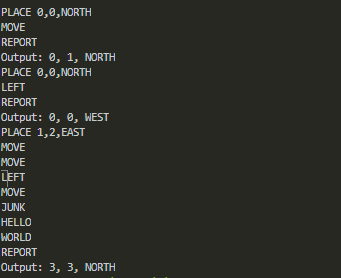 PLACE 0,0,NORTH
MOVE
REPORT
Output: 0, 1, NORTH
PLACE 0,0,NORTH
LEFT
REPORT
Output: 0, 0, WEST
PLACE 1,2,EAST
MOVE
MOVE
LEFT
MOVE
JUNK
HELLO
WORLD
REPORT
Output: 3, 3, NORTH